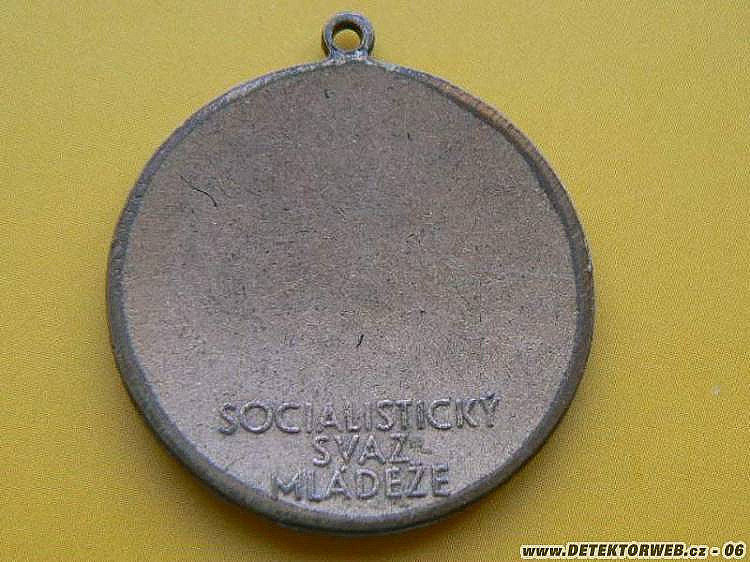 SOCIALISTICKÝ
SVAZ
MLÁDEŽE
www.DETEKTORWEB.cz - 06